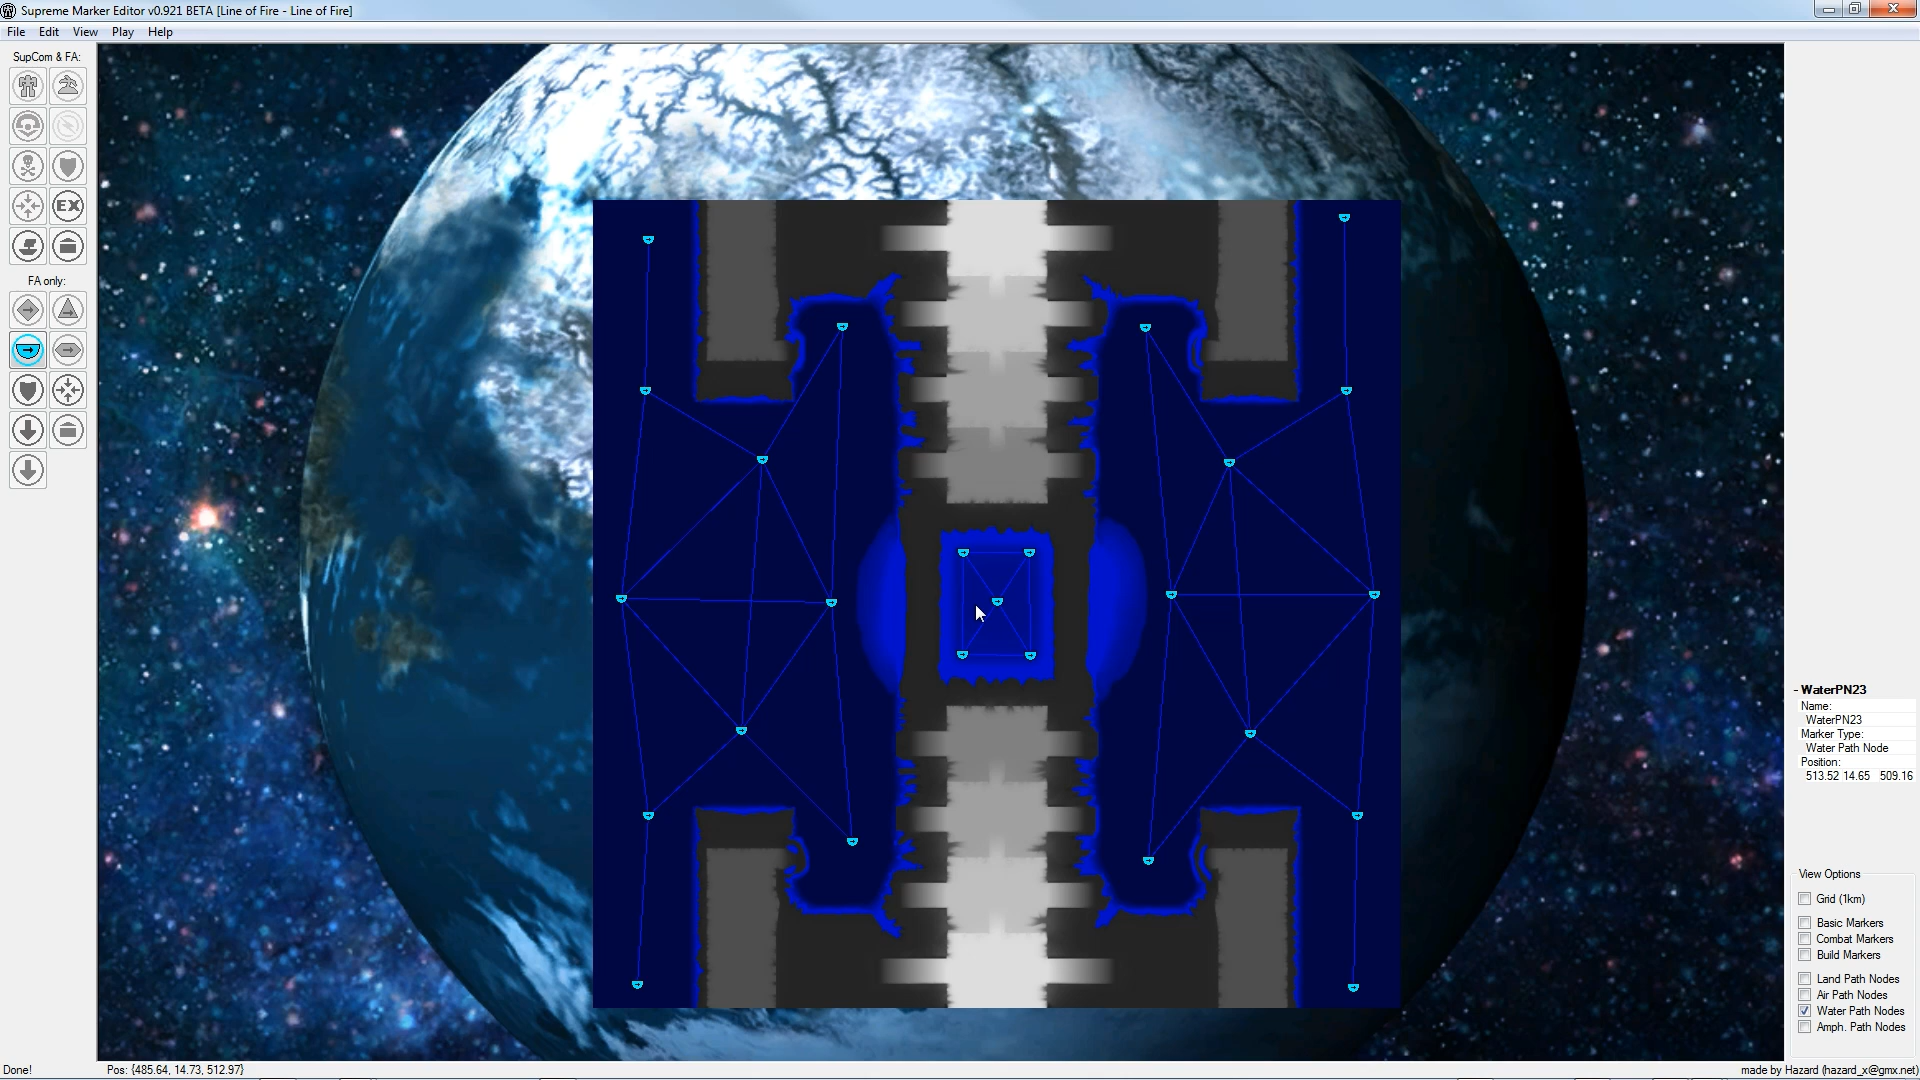 Supreme Marker Editor v0.921 BETA [Line of Fire - Line of Fire]
File Edit View Play Help
SupCom & FA:
EX
FA only:
- WaterPN23
Name:
WaterPN23
Marker Type:
Water Path Node
Position:
513.52 14.65 509.16
View Options
Grid (1km)
Basic Markers
Combat Markers
Build Markers
Land Path Nodes
Air Path Nodes
Water Path Nodes
Amph. Path Nodes
Done! Pos: {485.64, 14.73, 512.97} made by Hazard (hazard_x@gmx.net)